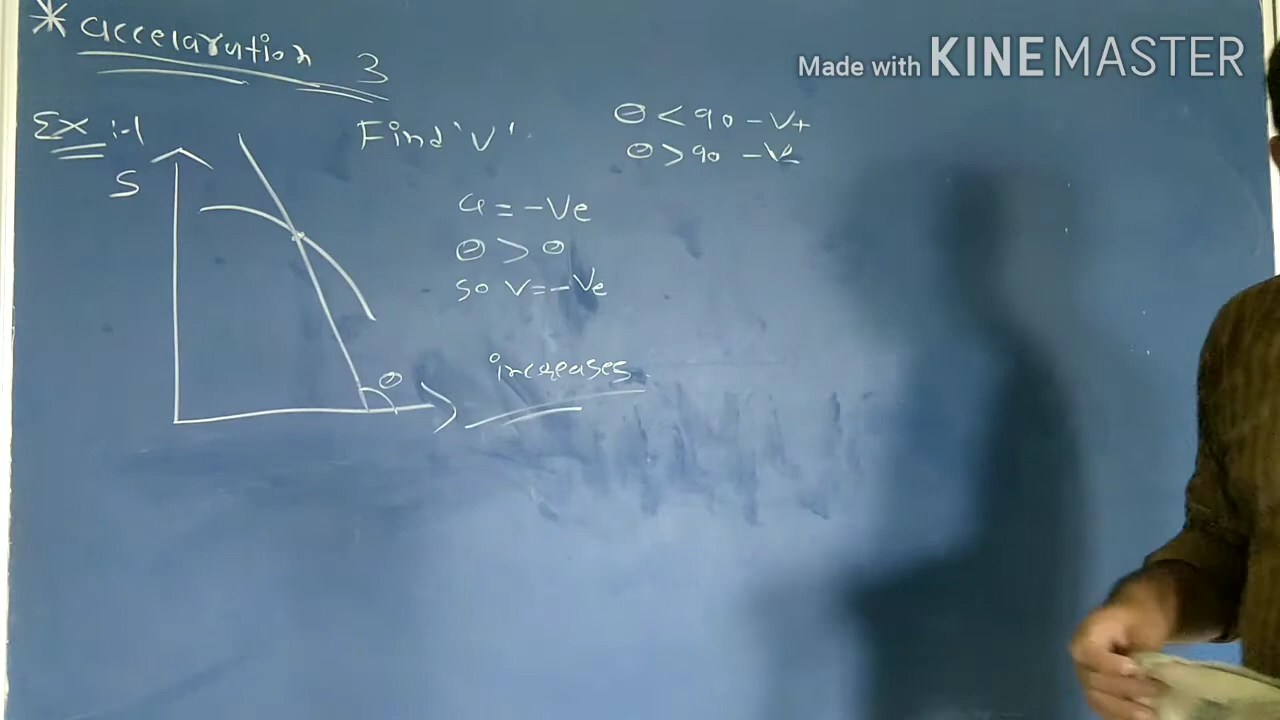 * accelaration 3
Made with KINEMASTER
Ex :-1
Find 'v'
θ < 90 - V+
θ > 90 - Ve
S
a = -Ve
θ > θ
so v = -Ve
θ
increases